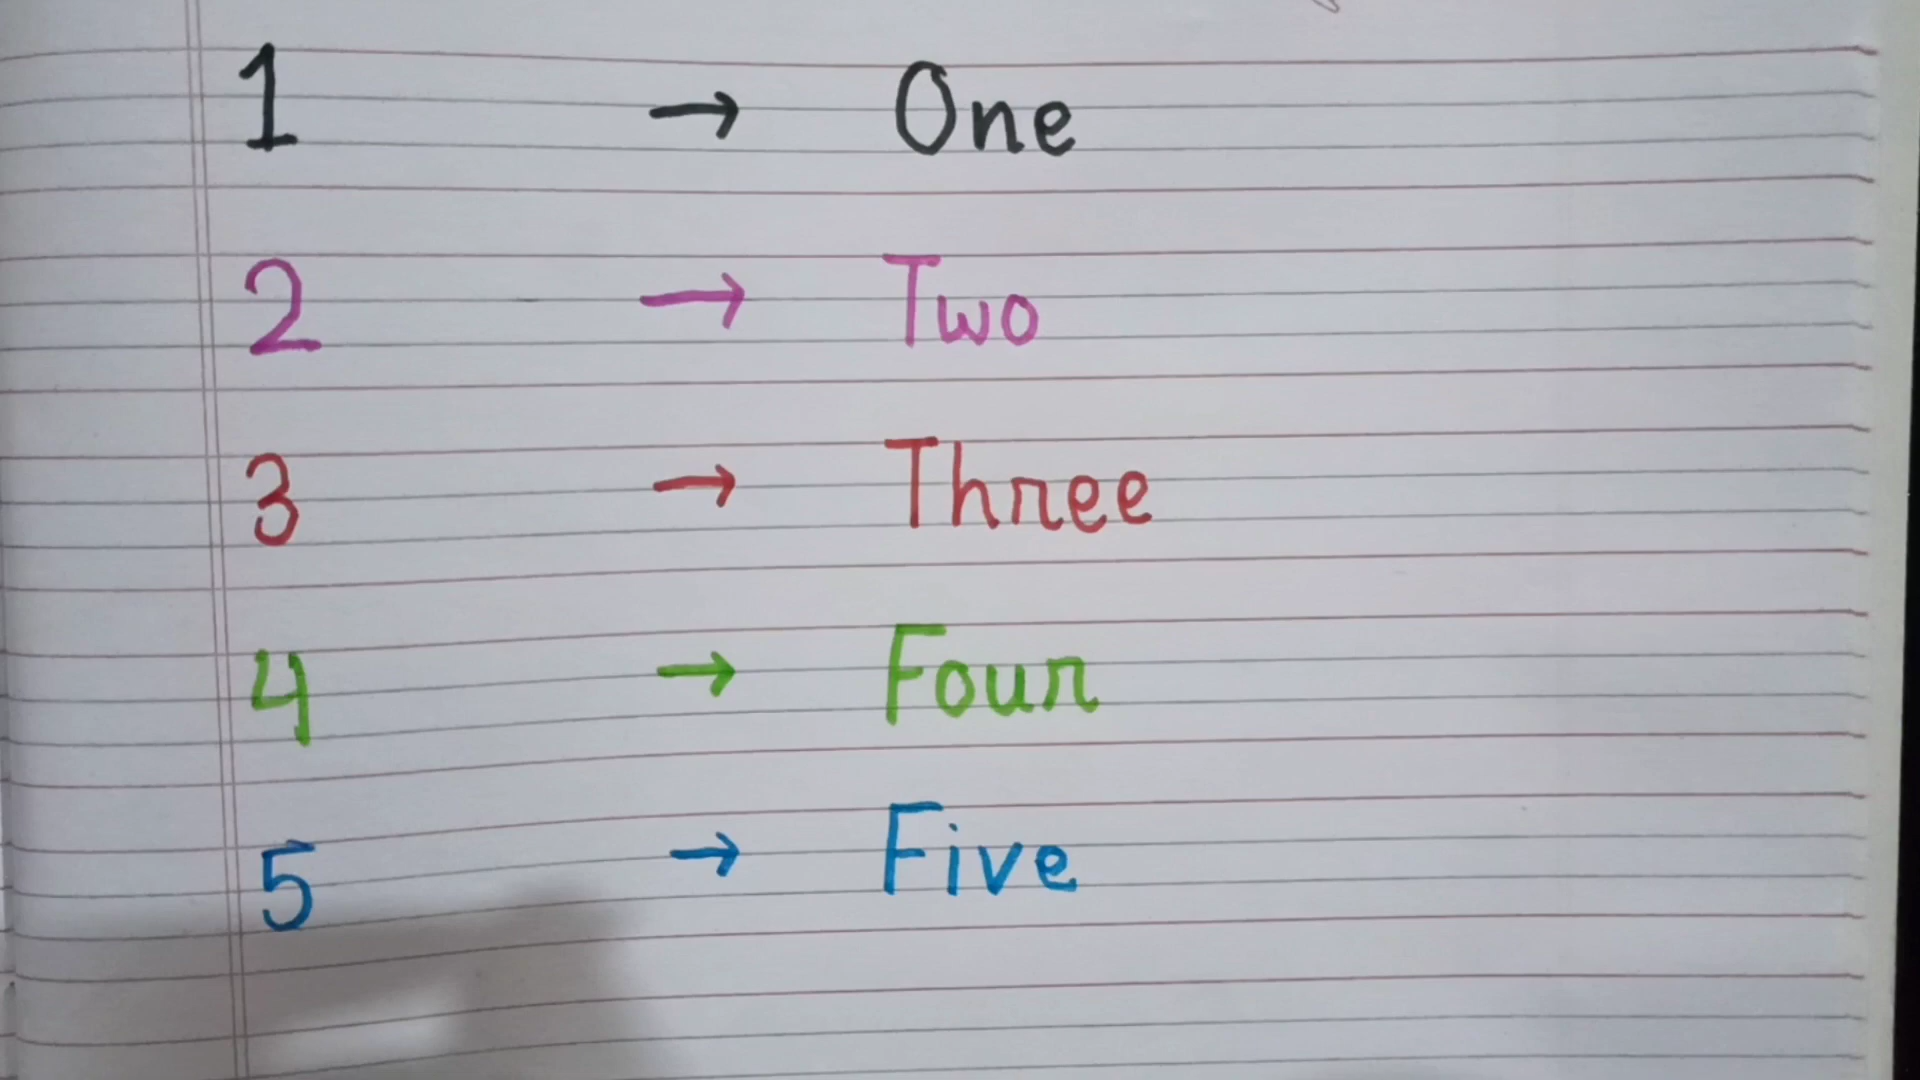 1 → One
2 → Two
3 → Three
4 → Four
5 → Five